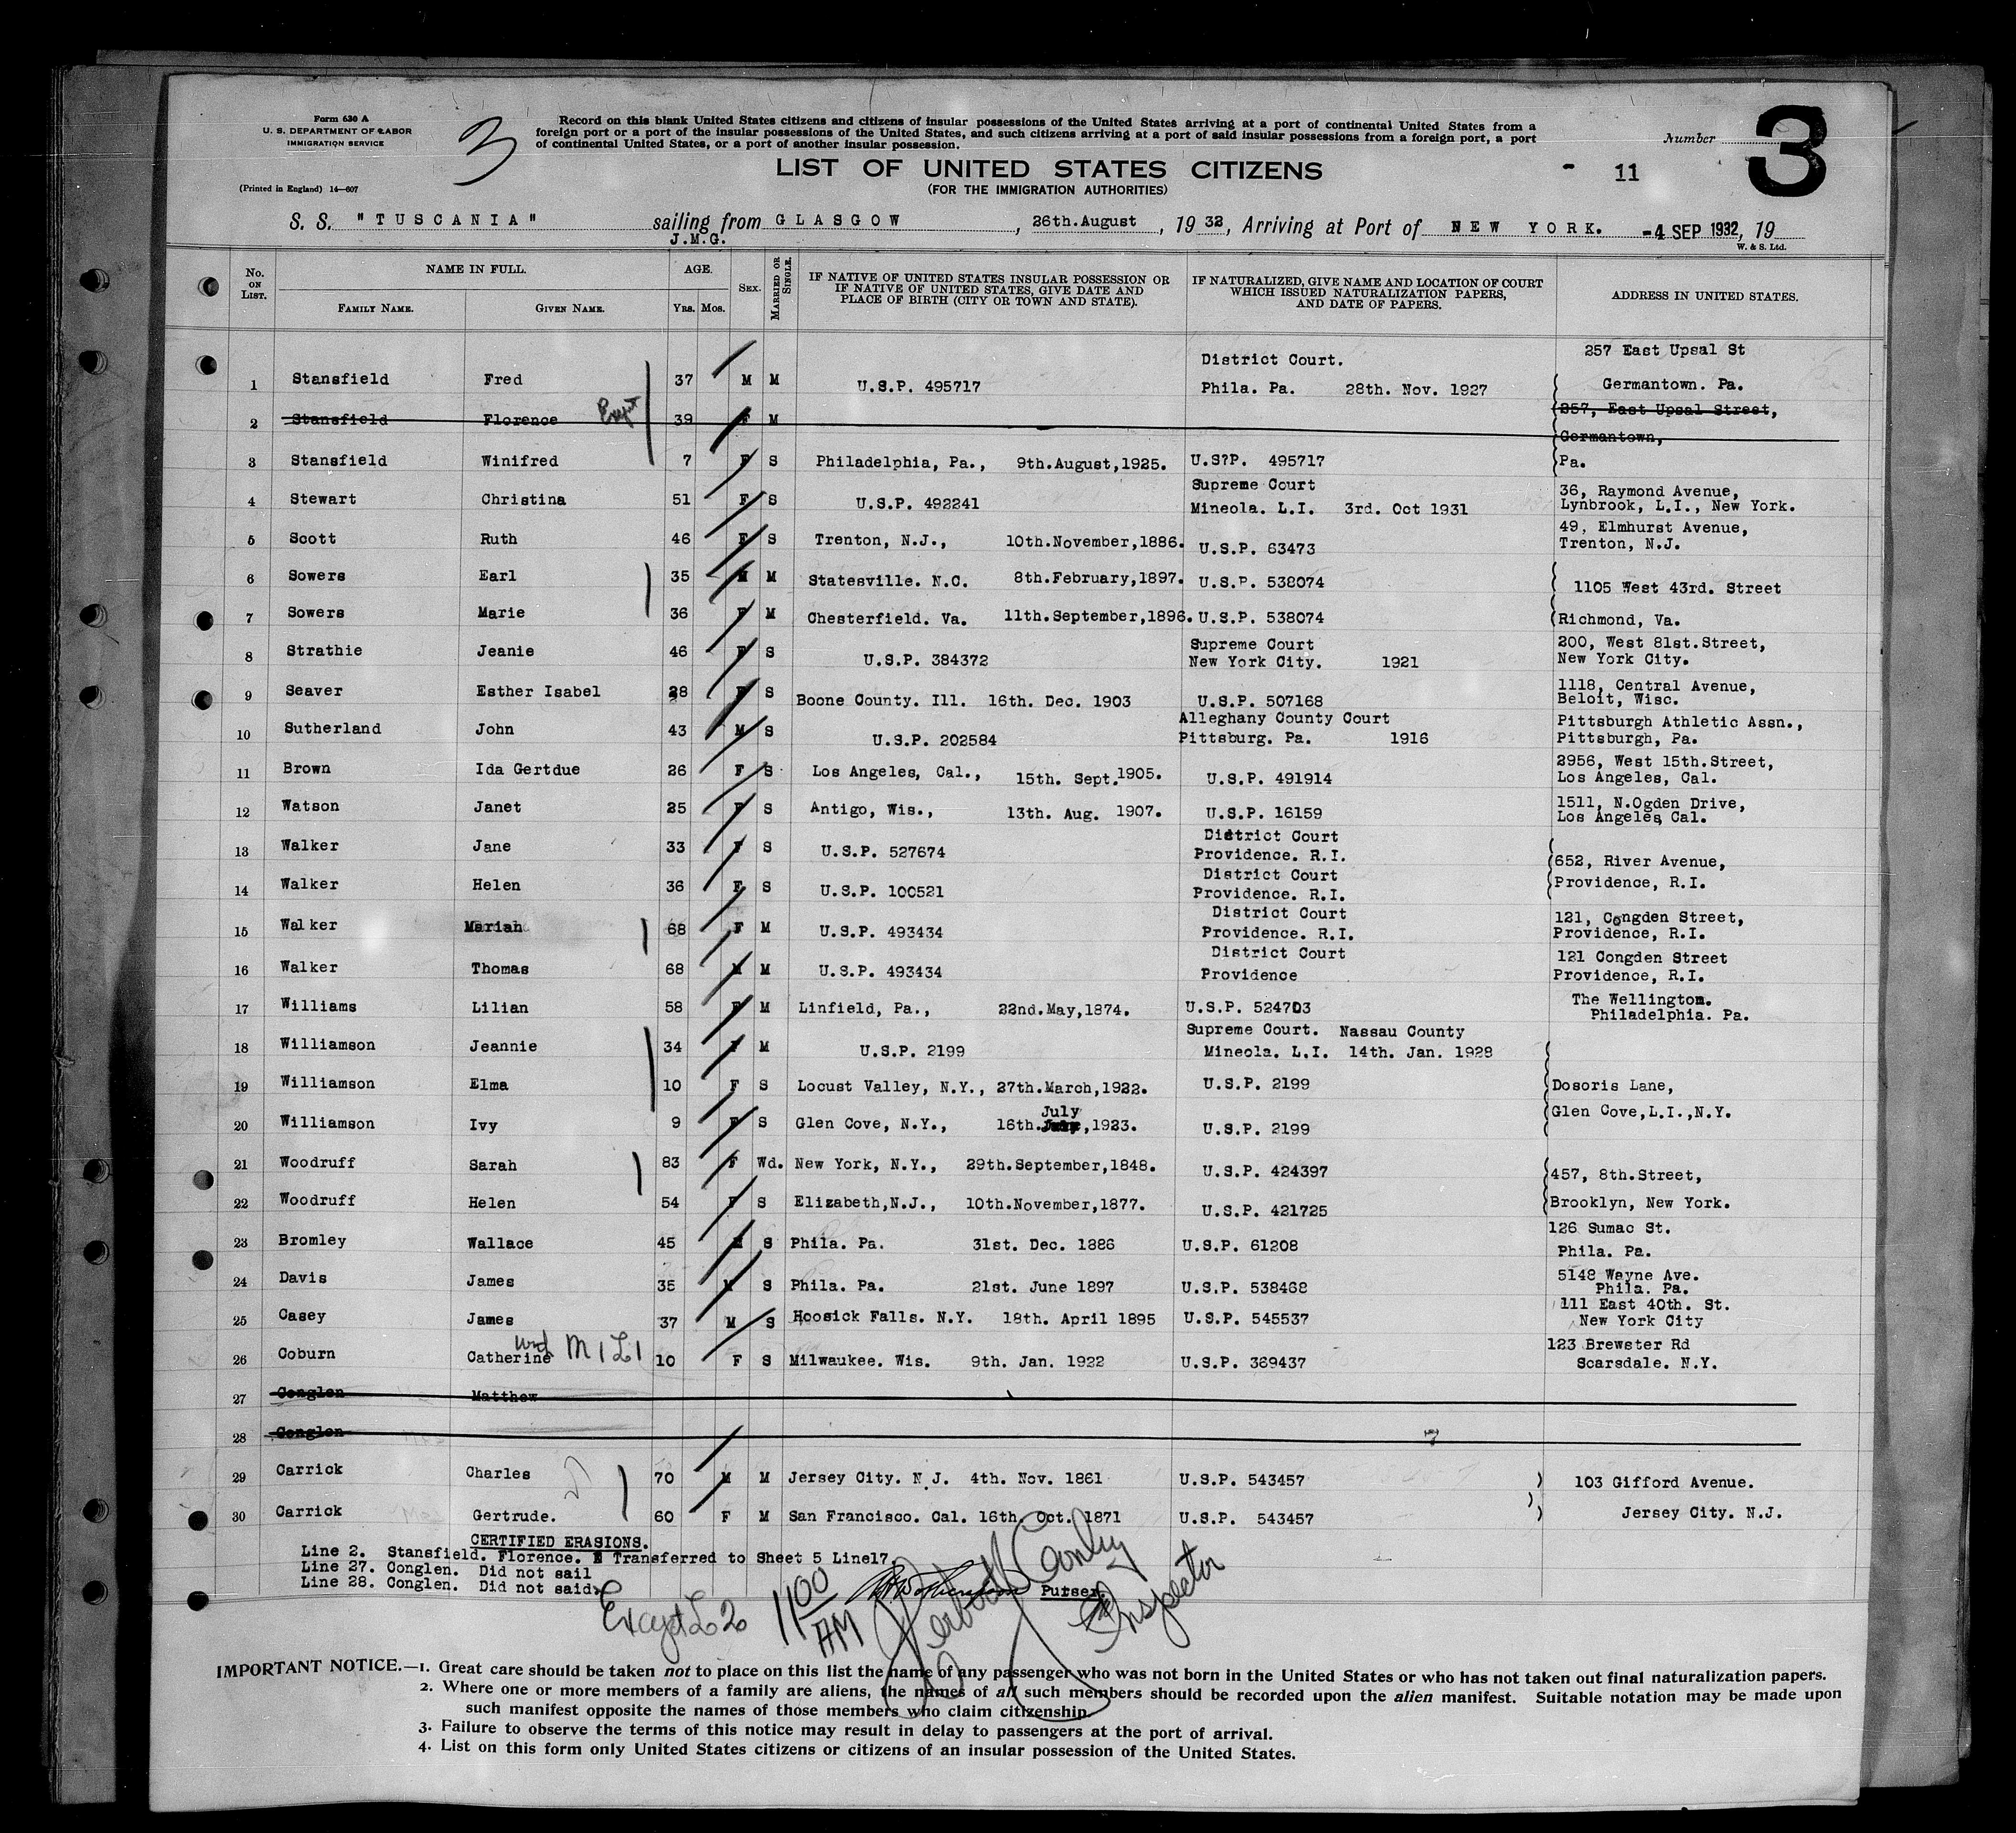 Form 630 A
U. S. DEPARTMENT OF LABOR
IMMIGRATION SERVICE
(Printed in England) 14—607
3
Record on this blank United States citizens and citizens of insular possessions of the United States arriving at a port of continental United States from a
foreign port or a port of the insular possessions of the United States, and such citizens arriving at a port of said insular possessions from a foreign port, a port
of continental United States, or a port of another insular possession.
Number 3
LIST OF UNITED STATES CITIZENS
- 11
(FOR THE IMMIGRATION AUTHORITIES)
S. S. "TUSCANIA" sailing from GLASGOW, 26th.August, 19 32, Arriving at Port of NEW YORK. -4 SEP 1932, 19
J.M.G.
W. & S. Ltd.
No. ON LIST. NAME IN FULL. FAMILY NAME. GIVEN NAME. AGE. YRS. MOS. SEX. MARRIED OR SINGLE. IF NATIVE OF UNITED STATES INSULAR POSSESSION OR IF NATIVE OF UNITED STATES, GIVE DATE AND PLACE OF BIRTH (CITY OR TOWN AND STATE). IF NATURALIZED, GIVE NAME AND LOCATION OF COURT WHICH ISSUED NATURALIZATION PAPERS, AND DATE OF PAPERS. ADDRESS IN UNITED STATES.
1 Stansfield Fred 37 M M U.S.P. 495717 District Court. Phila. Pa. 28th. Nov. 1927 257 East Upsal St Germantown. Pa.
2 Stansfield Florence 39 F M 257, East Upsal Street, Germantown,
3 Stansfield Winifred 7 F S Philadelphia, Pa., 9th.August,1925. U.S?P. 495717 Pa.
4 Stewart Christina 51 F S U.S.P. 492241 Supreme Court Mineola. L.I. 3rd. Oct 1931 36, Raymond Avenue, Lynbrook, L.I., New York.
5 Scott Ruth 46 F S Trenton, N.J., 10th.November,1886. U.S.P. 63473 49, Elmhurst Avenue, Trenton, N.J.
6 Sowers Earl 35 M M Statesville. N.C. 8th.February,1897. U.S.P. 538074 1105 West 43rd. Street
7 Sowers Marie 36 F M Chesterfield. Va. 11th.September,1896. U.S.P. 538074 Richmond, Va.
8 Strathie Jeanie 46 F S U.S.P. 384372 Supreme Court New York City. 1921 200, West 81st.Street, New York City.
9 Seaver Esther Isabel 28 F S Boone County. Ill. 16th. Dec. 1903 U.S.P. 507168 1118, Central Avenue, Beloit, Wisc.
10 Sutherland John 43 M S U.S.P. 202584 Alleghany County Court Pittsburg. Pa. 1916 Pittsburgh Athletic Assn., Pittsburgh, Pa.
11 Brown Ida Gertdue 26 F S Los Angeles, Cal., 15th. Sept.1905. U.S.P. 491914 2956, West 15th.Street, Los Angeles, Cal.
12 Watson Janet 25 F S Antigo, Wis., 13th. Aug. 1907. U.S.P. 16159 1511, N.Ogden Drive, Los Angeles, Cal.
13 Walker Jane 33 F S U.S.P. 527674 District Court Providence. R.I. 652, River Avenue,
14 Walker Helen 36 F S U.S.P. 100521 District Court Providence. R.I. Providence, R.I.
15 Walker Mariah 68 F M U.S.P. 493434 District Court Providence. R.I. 121, Congden Street, Providence, R.I.
16 Walker Thomas 68 M M U.S.P. 493434 District Court Providence 121 Congden Street Providence, R.I.
17 Williams Lilian 58 F M Linfield, Pa., 22nd.May,1874. U.S.P. 524703 The Wellington. Philadelphia. Pa.
18 Williamson Jeannie 34 F M U.S.P. 2199 Supreme Court. Nassau County Mineola. L.I. 14th. Jan. 1928
19 Williamson Elma 10 F S Locust Valley, N.Y., 27th.March,1922. U.S.P. 2199 Dosoris Lane,
20 Williamson Ivy 9 F S Glen Cove, N.Y., 16th. July,1923. U.S.P. 2199 Glen Cove,L.I.,N.Y.
21 Woodruff Sarah 83 F Wd. New York, N.Y., 29th.September,1848. U.S.P. 424397 457, 8th.Street,
22 Woodruff Helen 54 F S Elizabeth,N.J., 10th.November,1877. U.S.P. 421725 Brooklyn, New York.
23 Bromley Wallace 45 M S Phila. Pa. 31st. Dec. 1886 U.S.P. 61208 126 Sumac St. Phila. Pa.
24 Davis James 35 M S Phila. Pa. 21st. June 1897 U.S.P. 538468 5148 Wayne Ave. Phila. Pa.
25 Casey James 37 M S Hoosick Falls. N.Y. 18th. April 1895 U.S.P. 545537 111 East 40th. St. New York City
26 Coburn Catherine 10 F S Milwaukee. Wis. 9th. Jan. 1922 U.S.P. 369437 123 Brewster Rd Scarsdale. N.Y.
27 Conglen Matthew
28 Conglen
29 Carrick Charles 70 M M Jersey City. N J. 4th. Nov. 1861 U.S.P. 543457 103 Gifford Avenue.
30 Carrick Gertrude. 60 F M San Francisco. Cal. 16th. Oct. 1871 U.S.P. 543457 Jersey City. N.J.
CERTIFIED ERASIONS.
Line 2. Stansfield. Florence. Transferred to Sheet 5 Line17.
Line 27. Conglen. Did not sail
Line 28. Conglen. Did not said.
Purser.
Except L2 11 00 AM Inspector
IMPORTANT NOTICE.—1. Great care should be taken not to place on this list the name of any passenger who was not born in the United States or who has not taken out final naturalization papers.
2. Where one or more members of a family are aliens, the names of all such members should be recorded upon the alien manifest. Suitable notation may be made upon
such manifest opposite the names of those members who claim citizenship.
3. Failure to observe the terms of this notice may result in delay to passengers at the port of arrival.
4. List on this form only United States citizens or citizens of an insular possession of the United States.